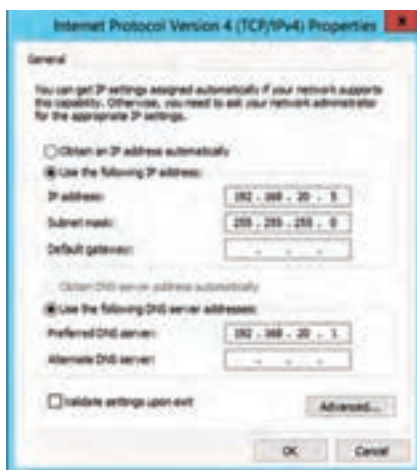 Internet Protocol Version 4 (TCP/IPv4) Properties
General
You can get IP settings assigned automatically if your network supports
this capability. Otherwise, you need to ask your network administrator
for the appropriate IP settings.
Obtain an IP address automatically
Use the following IP address:
IP address: 192 . 168 . 20 . 5
Subnet mask: 255 . 255 . 255 . 0
Default gateway: . . .
Obtain DNS server address automatically
Use the following DNS server addresses:
Preferred DNS server: 192 . 168 . 20 . 1
Alternate DNS server: . . .
Validate settings upon exit
Advanced...
OK Cancel